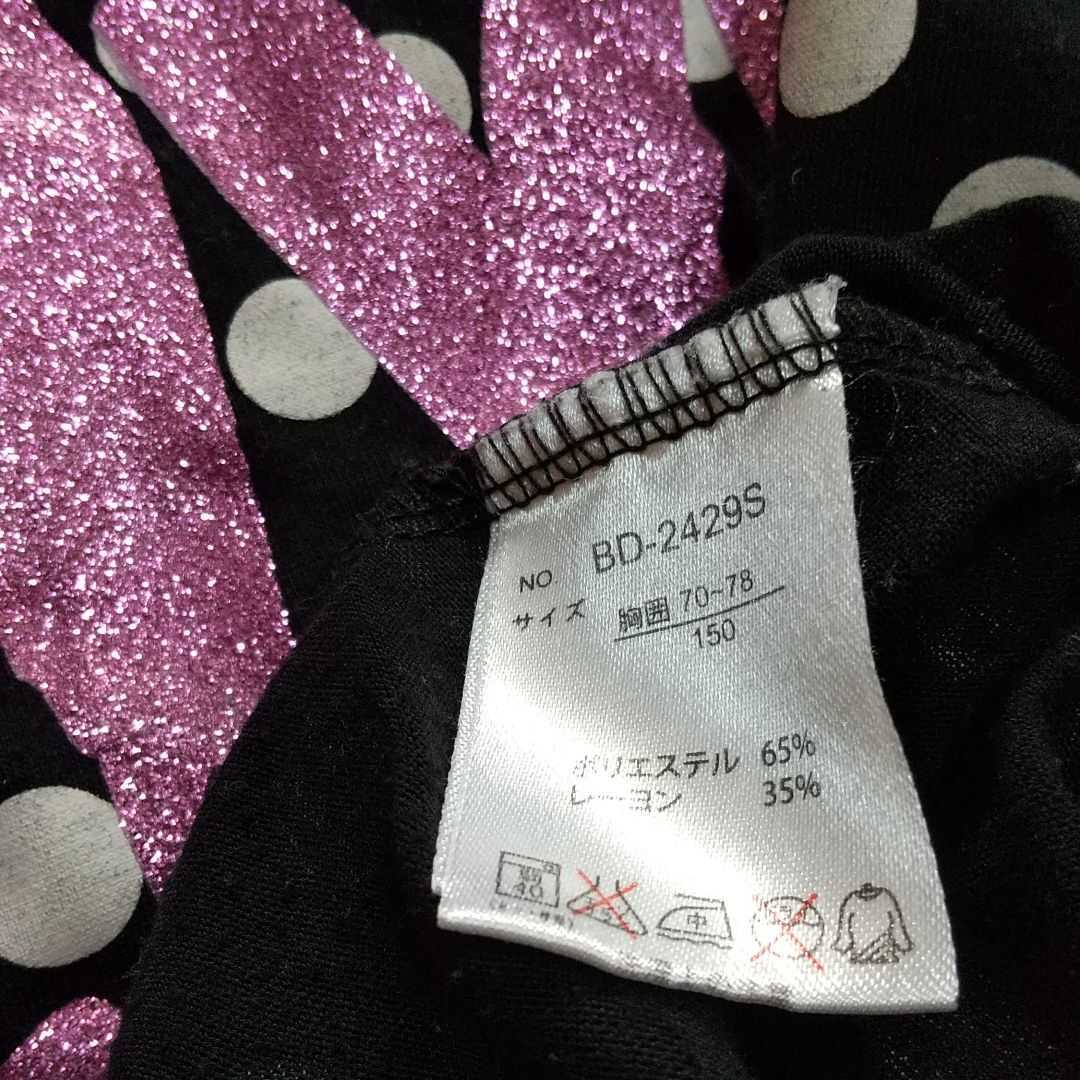 NO BD-2429S
サイズ 胸囲 70~78
150
ポリエステル 65%
レーヨン 35%
弱
40
中